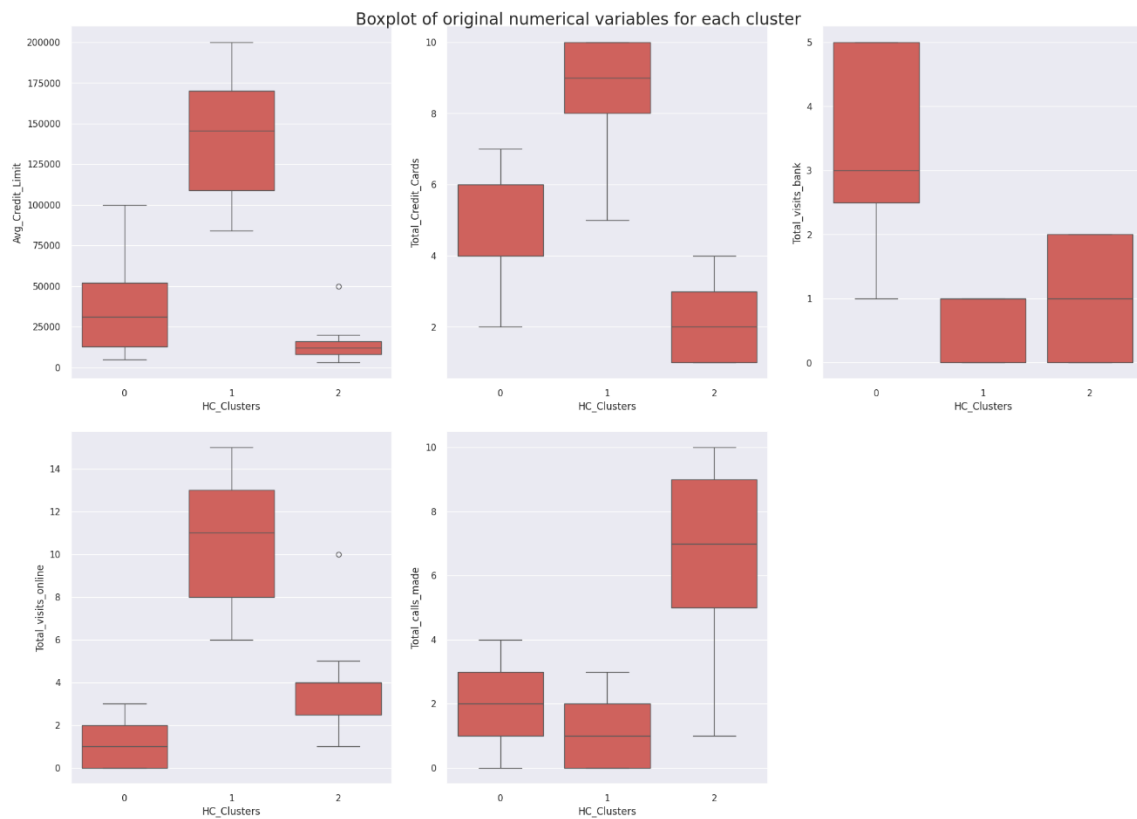 Boxplot of original numerical variables for each cluster
Avg_Credit_Limit
200000
175000
150000
125000
100000
75000
50000
25000
0
0 1 2
HC_Clusters
Total_Credit_Cards
10
8
6
4
2
0 1 2
HC_Clusters
Total_visits_bank
5
4
3
2
1
0
0 1 2
HC_Clusters
Total_visits_online
14
12
10
8
6
4
2
0
0 1 2
HC_Clusters
Total_calls_made
10
8
6
4
2
0
0 1 2
HC_Clusters